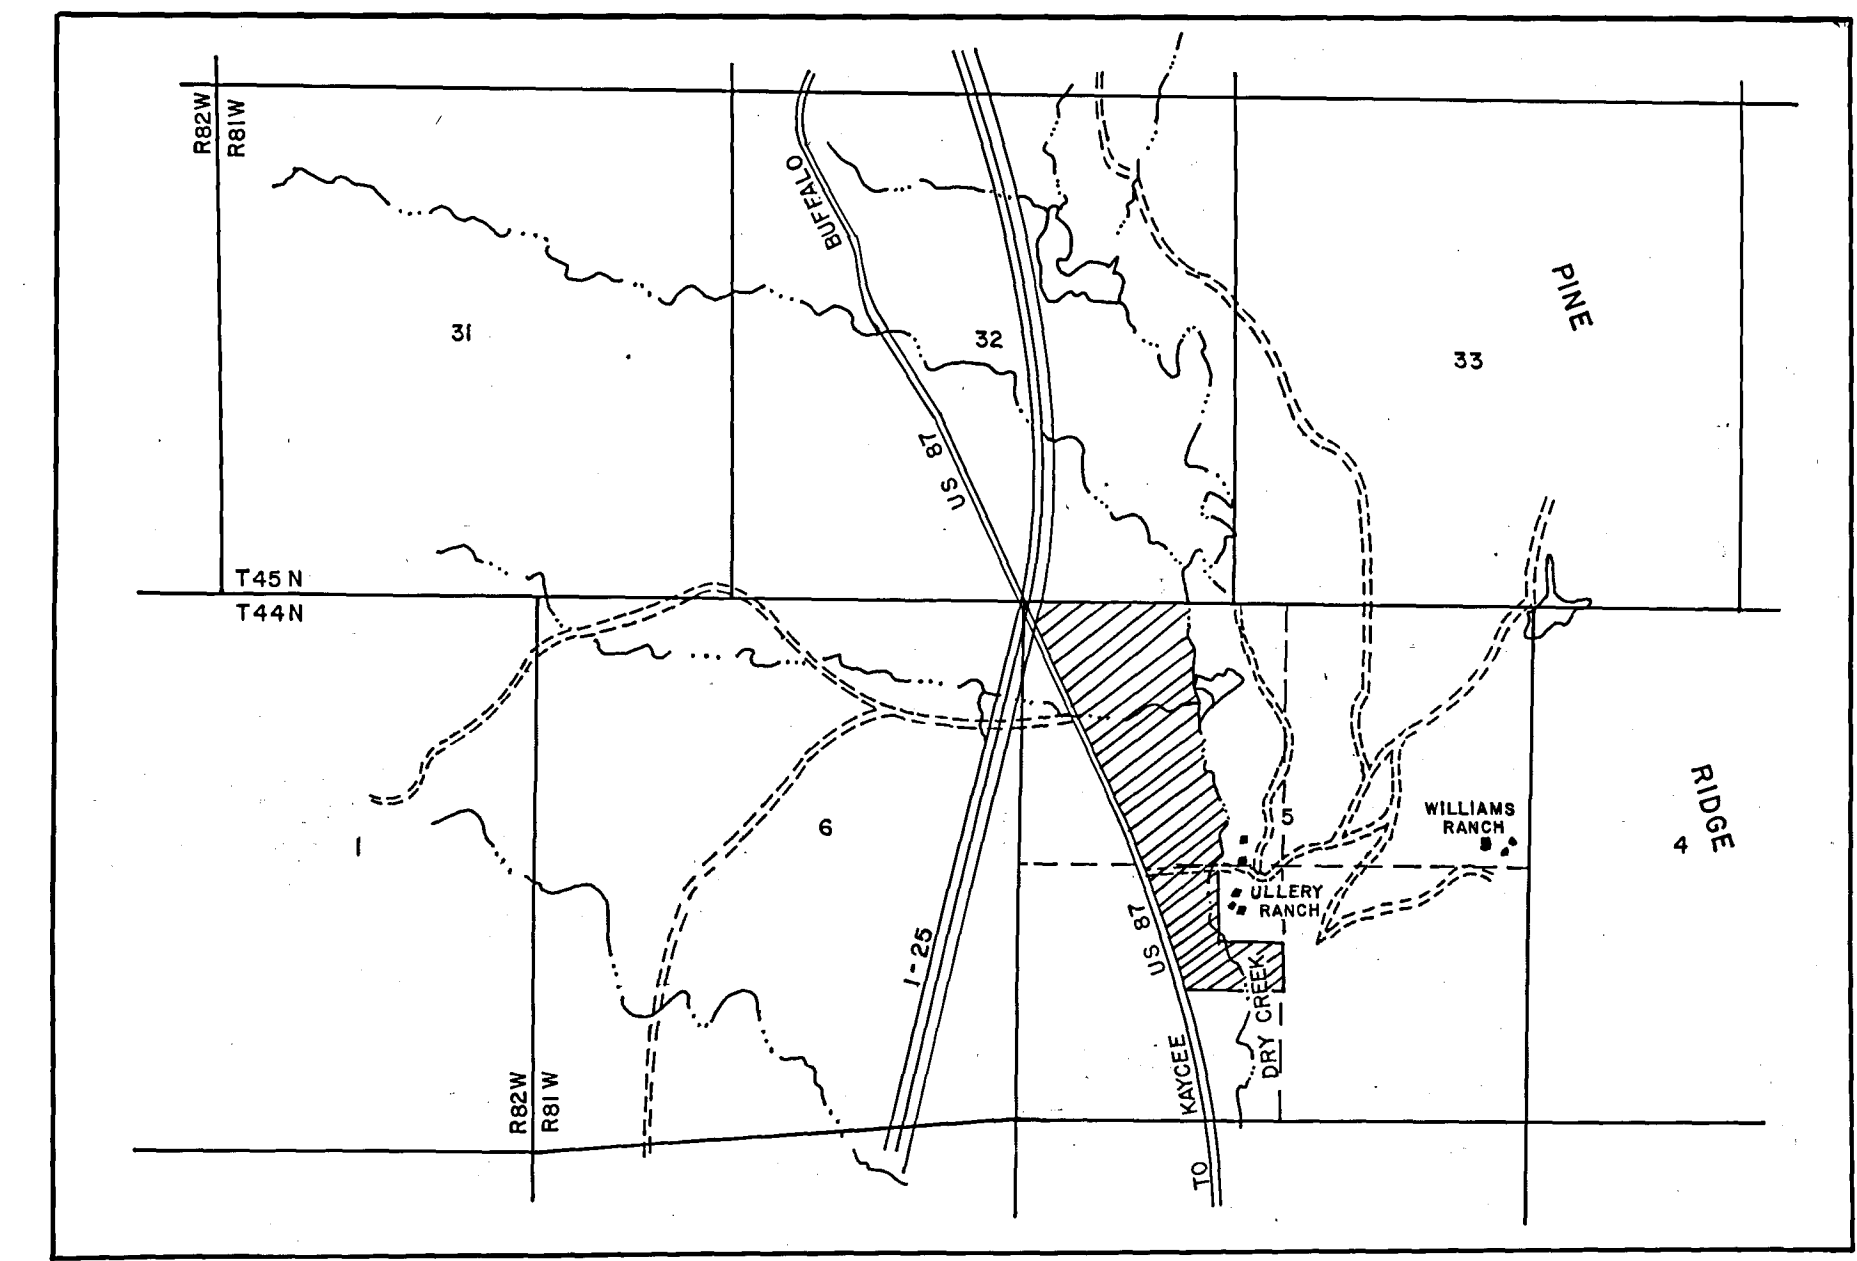 R82W
R81W
BUFFALO
PINE
31
32
33
US 87
T45N
T44N
1
6
5
WILLIAMS
RANCH
4
RIDGE
ULLERY
RANCH
I-25
US 87
DRY CREEK
R82W
R81W
TO KAYCEE